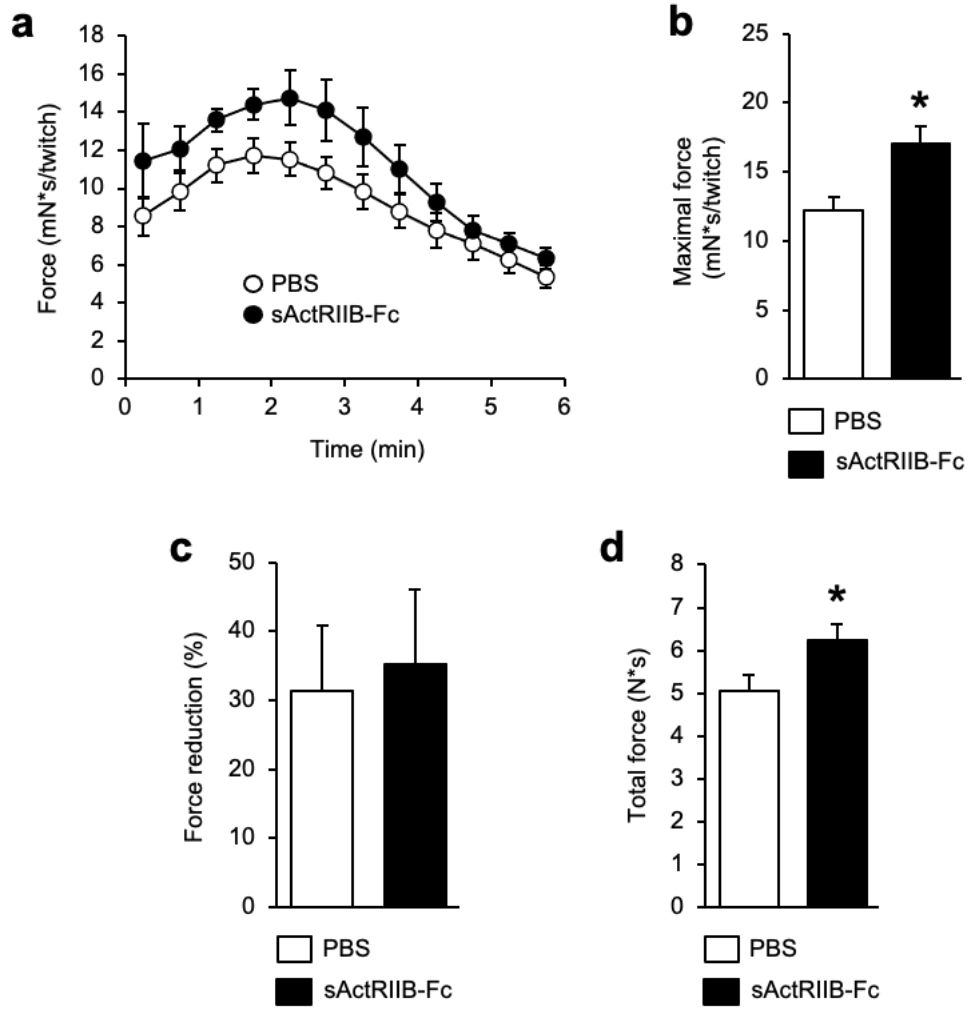 a
Force (mN*s/twitch)
18
16
14
12
10
8
6
4
2
0
PBS
sActRIIB-Fc
0 1 2 3 4 5 6
Time (min)
b
Maximal force
(mN*s/twitch)
25
20
15
10
5
0
*
PBS
sActRIIB-Fc
c
Force reduction (%)
50
40
30
20
10
0
PBS
sActRIIB-Fc
d
Total force (N*s)
8
7
6
5
4
3
2
1
0
*
PBS
sActRIIB-Fc